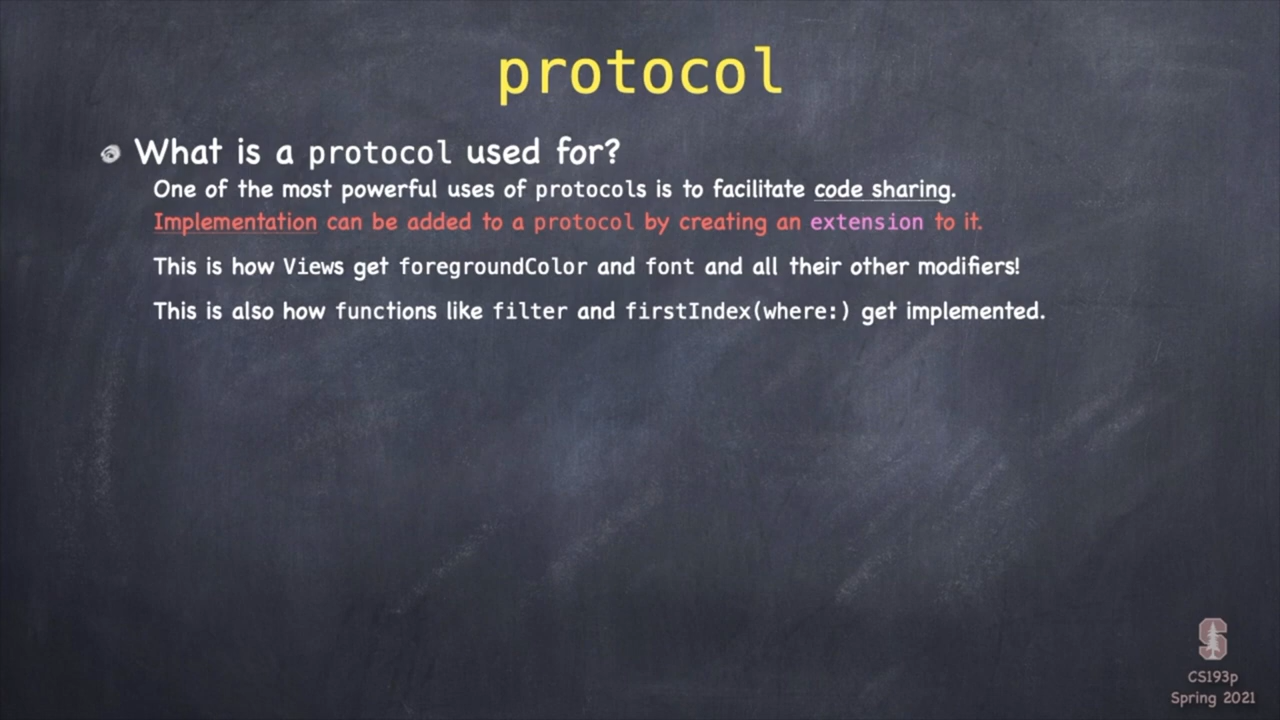 protocol
What is a protocol used for?
One of the most powerful uses of protocols is to facilitate code sharing.
Implementation can be added to a protocol by creating an extension to it.
This is how Views get foregroundColor and font and all their other modifiers!
This is also how functions like filter and firstIndex(where:) get implemented.
S
CS193p
Spring 2021